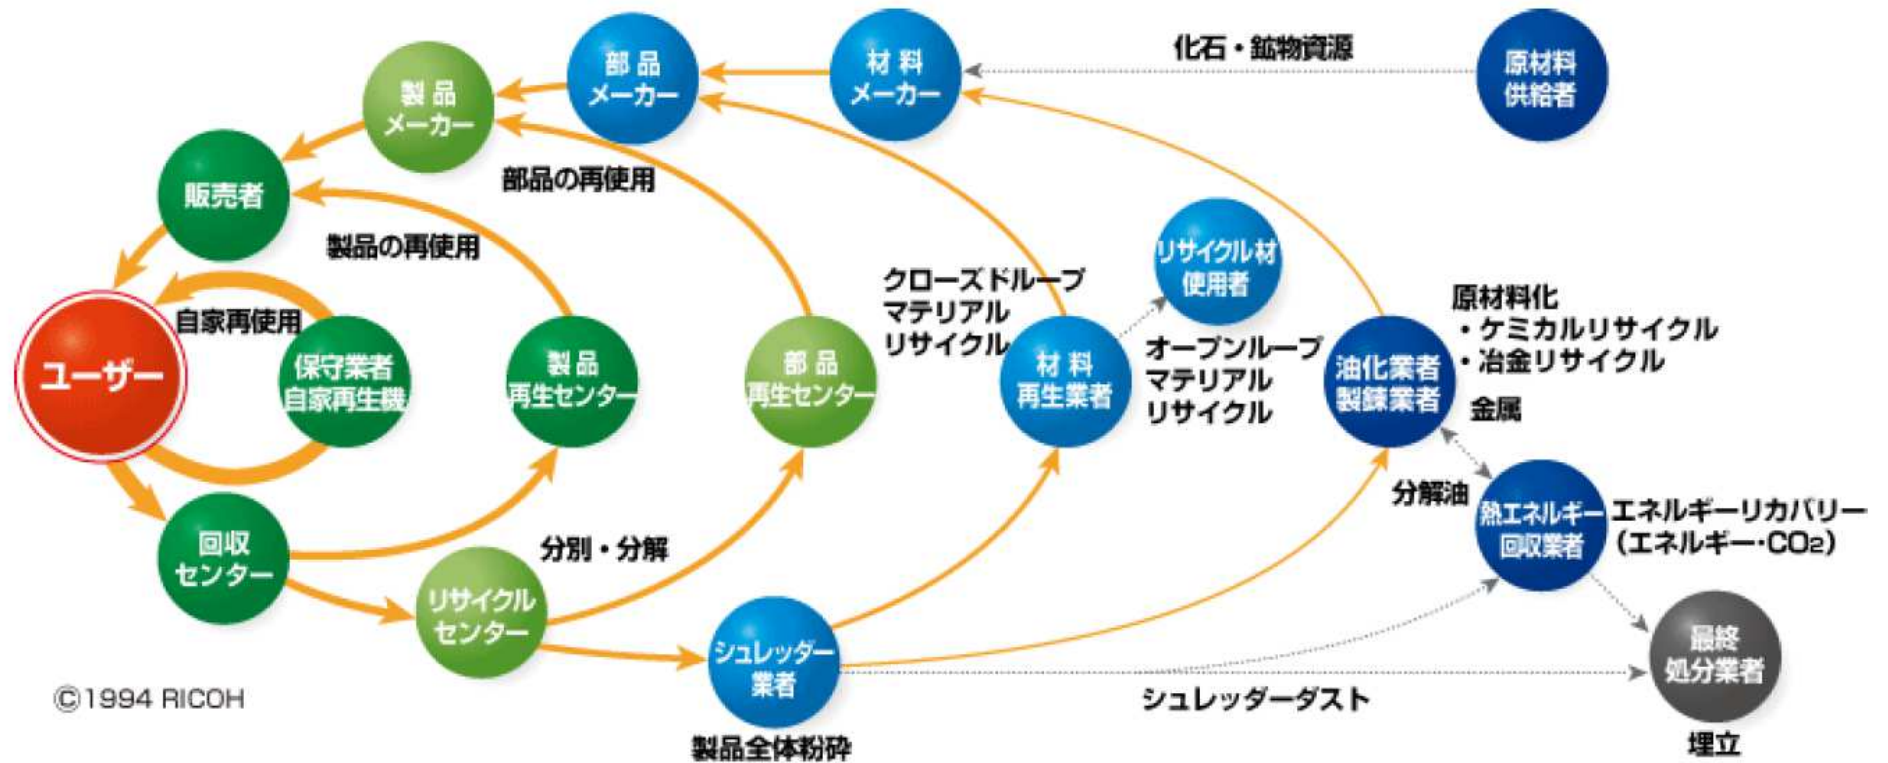 部 品
メーカー
材 料
メーカー
化石・鉱物資源
原材料
供給者
製 品
メーカー
部品の再使用
販売者
製品の再使用
自家再使用
ユーザー
保守業者
自家再生機
製 品
再生センター
部 品
再生センター
クローズドループ
マテリアル
リサイクル
材 料
再生業者
リサイクル材
使用者
オープンループ
マテリアル
リサイクル
油化業者
製錬業者
原材料化
・ケミカルリサイクル
・冶金リサイクル
金属
分解油
熱エネルギー
回収業者
エネルギーリカバリー
（エネルギー・CO2）
回収
センター
分別・分解
リサイクル
センター
シュレッダー
業者
製品全体粉砕
シュレッダーダスト
最終
処分業者
埋立
©1994 RICOH